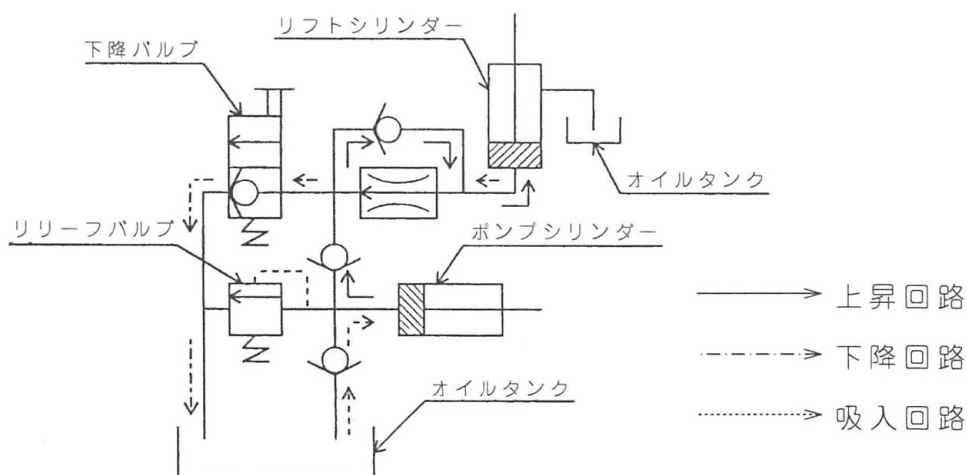 リフトシリンダー
下降バルブ
オイルタンク
リリーフバルブ
ポンプシリンダー
上昇回路
下降回路
オイルタンク
吸入回路